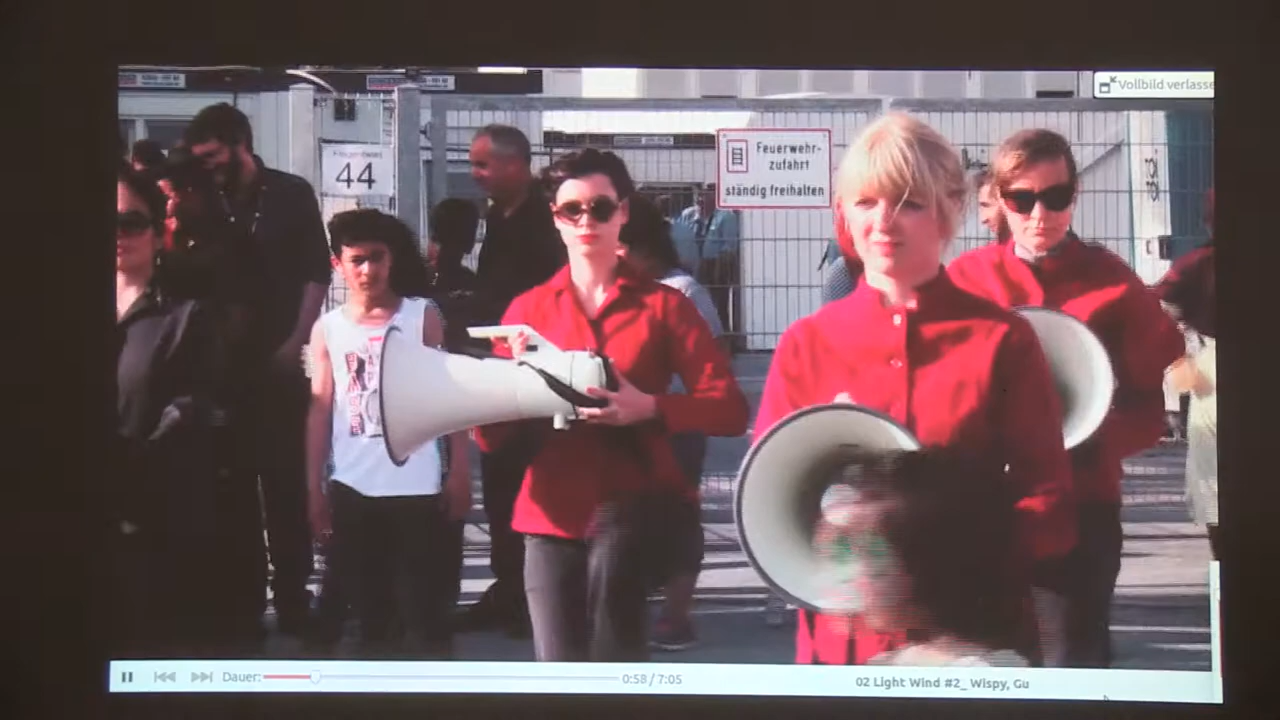 Vollbild verlasse
44
Feuerwehr-
zufahrt
ständig freihalten
Dauer:
0:58 / 7:05
02 Light Wind #2_ Wispy, Gu